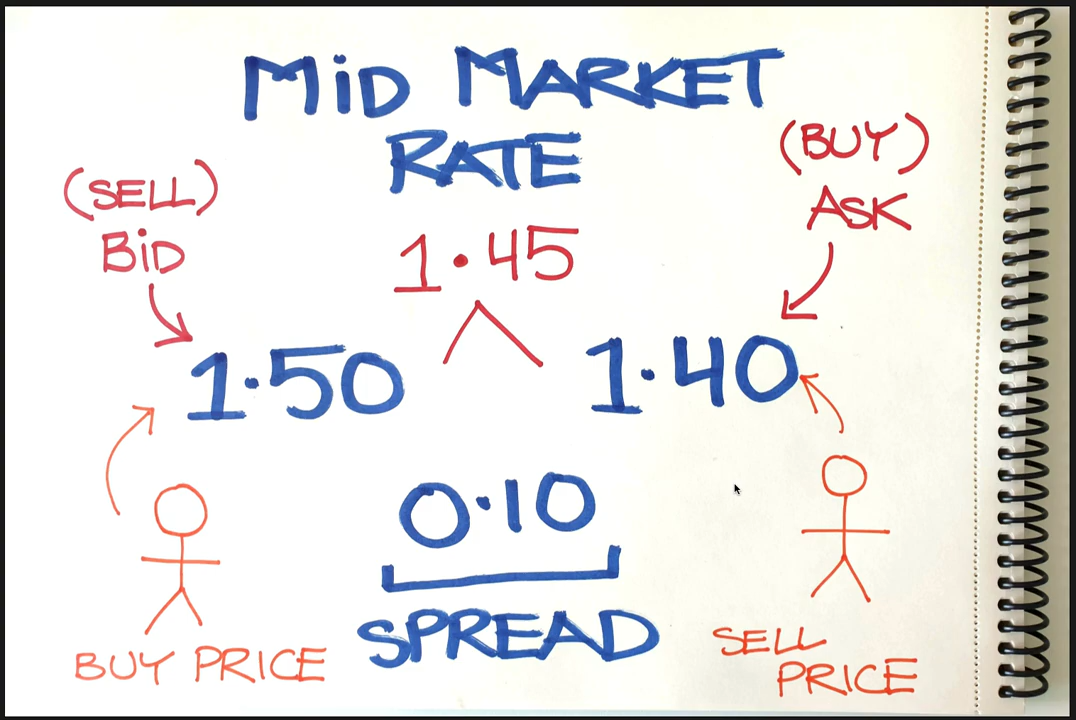 MiD MARKET
RATE
(SELL)
BiD
(BUY)
ASK
1.45
1.50
1.40
0.10
SPREAD
BUY PRICE
SELL
PRICE